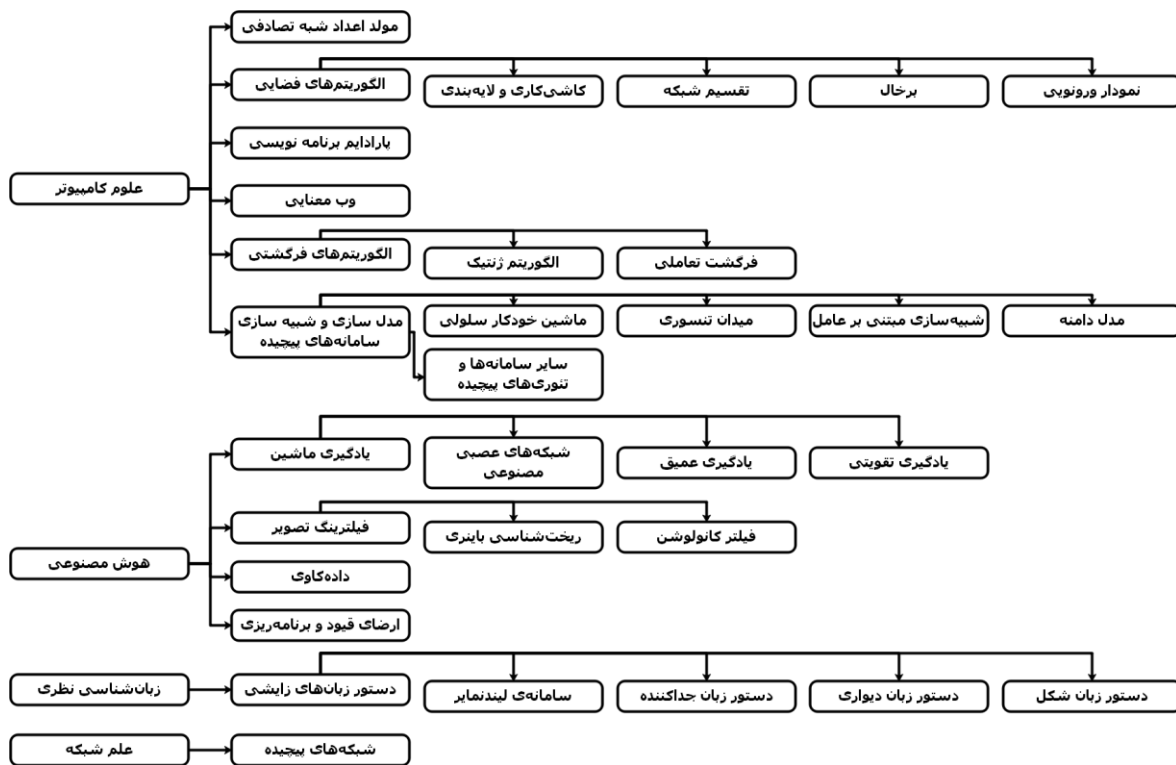 مولد اعداد شبه تصادفی
الگوریتم‌های فضایی
کاشی‌کاری و لایه‌بندی
تقسیم شبکه
برخال
نمودار ورونویی
پارادایم برنامه نویسی
علوم کامپیوتر
وب معنایی
الگوریتم‌های فرگشتی
الگوریتم ژنتیک
فرگشت تعاملی
مدل سازی و شبیه سازی
سامانه‌های پیچیده
ماشین خودکار سلولی
میدان تنسوری
شبیه‌سازی مبتنی بر عامل
مدل دامنه
سایر سامانه‌ها و
تئوری‌های پیچیده
یادگیری ماشین
شبکه‌های عصبی
مصنوعی
یادگیری عمیق
یادگیری تقویتی
فیلترینگ تصویر
ریخت‌شناسی باینری
فیلتر کانولوشن
هوش مصنوعی
داده‌کاوی
ارضای قیود و برنامه‌ریزی
زبان‌شناسی نظری
دستور زبان‌های زایشی
سامانه‌ی لیندنمایر
دستور زبان جداکننده
دستور زبان دیواری
دستور زبان شکل
علم شبکه
شبکه‌های پیچیده